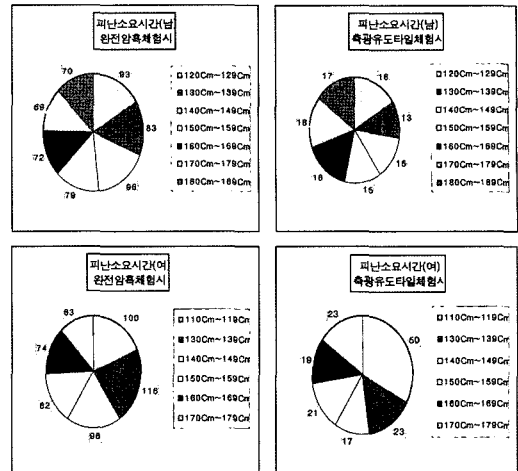 피난소요시간(남)
완전암흑체험시
70
93
83
96
79
72
69
□120Cm~129Cm
■130Cm~139Cm
□140Cm~149Cm
□150Cm~159Cm
■160Cm~169Cm
□170Cm~179Cm
■180Cm~189Cm
피난소요시간(남)
축광유도타일체험시
17
16
13
15
15
16
16
□120Cm~129Cm
■130Cm~139Cm
□140Cm~149Cm
□150Cm~159Cm
■160Cm~169Cm
□170Cm~179Cm
■180Cm~189Cm
피난소요시간(여)
완전암흑체험시
63
100
116
98
82
74
□110Cm~119Cm
■130Cm~139Cm
□140Cm~149Cm
□150Cm~159Cm
■160Cm~169Cm
□170Cm~179Cm
피난소요시간(여)
축광유도타일체험시
23
50
23
17
21
19
□110Cm~119Cm
■130Cm~139Cm
□140Cm~149Cm
□150Cm~159Cm
■160Cm~169Cm
□170Cm~179Cm